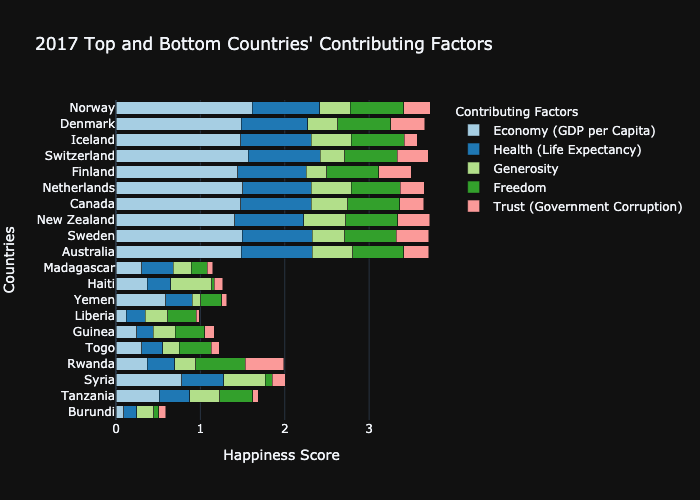 2017 Top and Bottom Countries' Contributing Factors
Norway
Denmark
Iceland
Switzerland
Finland
Netherlands
Canada
New Zealand
Sweden
Australia
Madagascar
Haiti
Yemen
Liberia
Guinea
Togo
Rwanda
Syria
Tanzania
Burundi
Countries
0 1 2 3
Happiness Score
Contributing Factors
Economy (GDP per Capita)
Health (Life Expectancy)
Generosity
Freedom
Trust (Government Corruption)